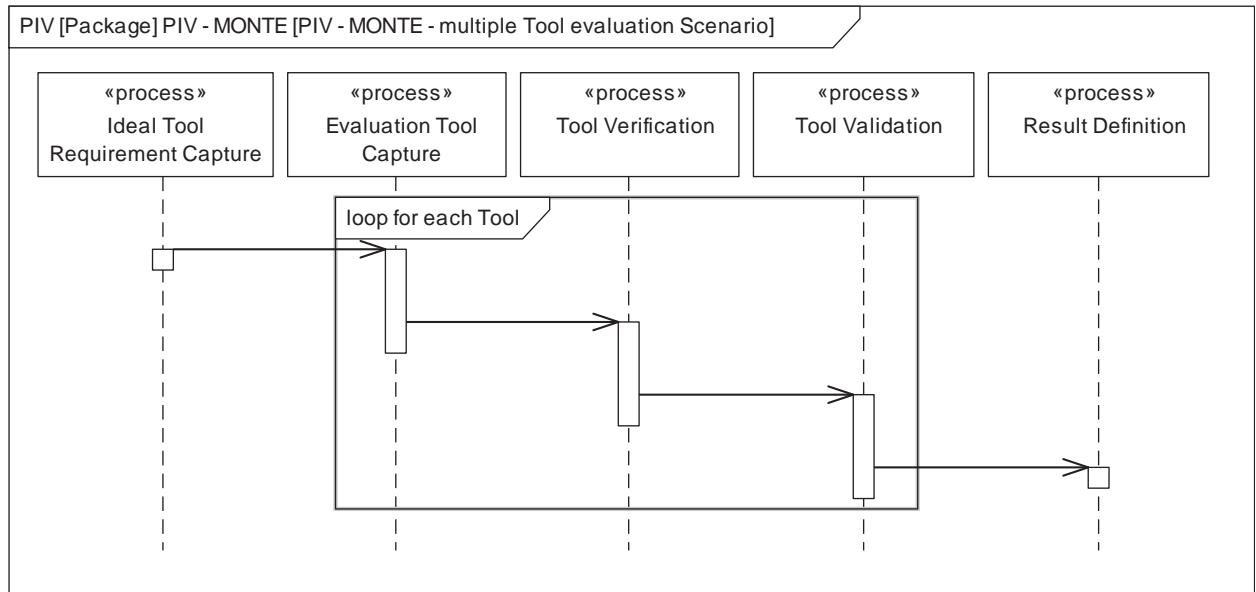 PIV [Package] PIV - MONTE [PIV - MONTE - multiple Tool evaluation Scenario]
«process»
Ideal Tool
Requirement Capture
«process»
Evaluation Tool
Capture
«process»
Tool Verification
«process»
Tool Validation
«process»
Result Definition
loop for each Tool